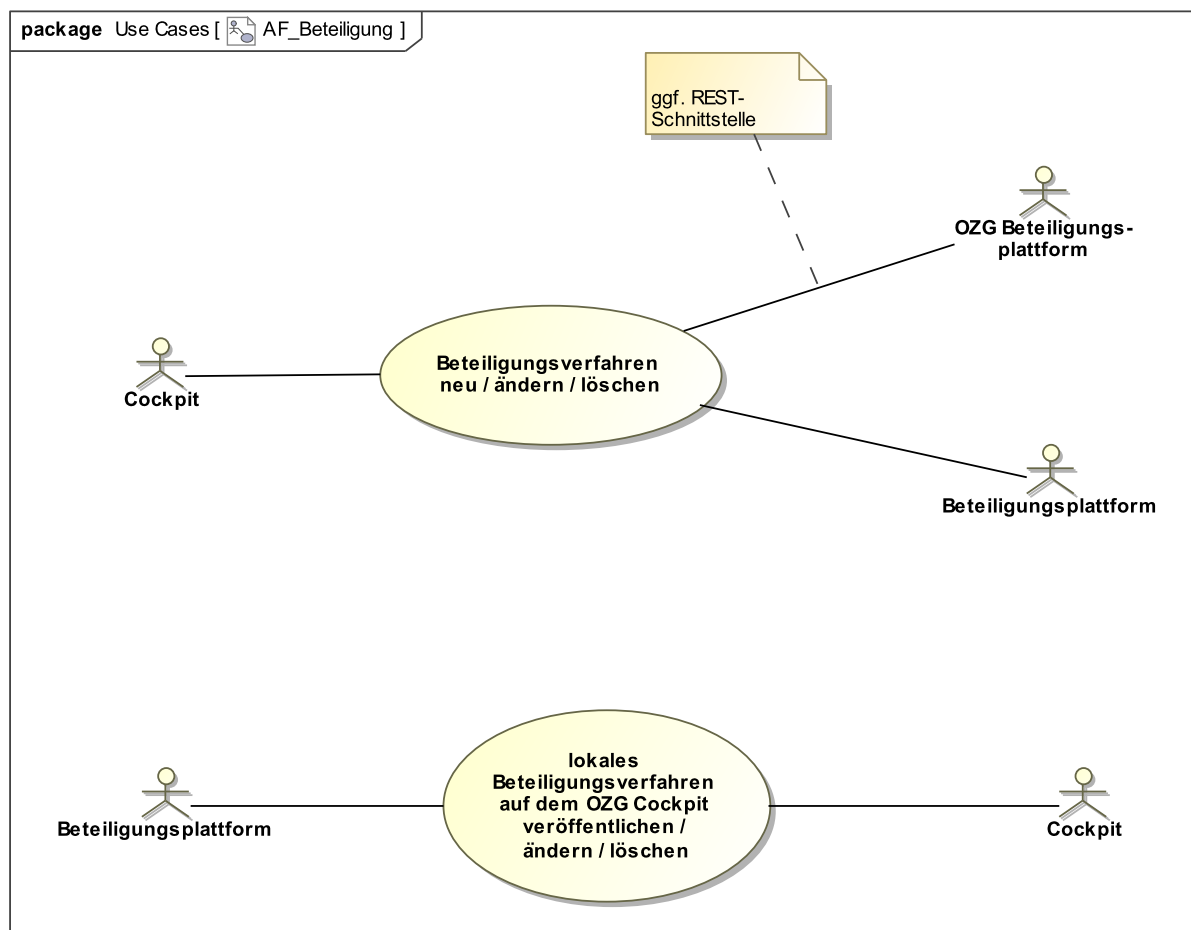 package Use Cases [ AF_Beteiligung ]
ggf. REST-
Schnittstelle
OZG Beteiligungs-
plattform
Beteiligungsverfahren
neu / ändern / löschen
Cockpit
Beteiligungsplattform
lokales
Beteiligungsverfahren
auf dem OZG Cockpit
veröffentlichen /
ändern / löschen
Beteiligungsplattform
Cockpit